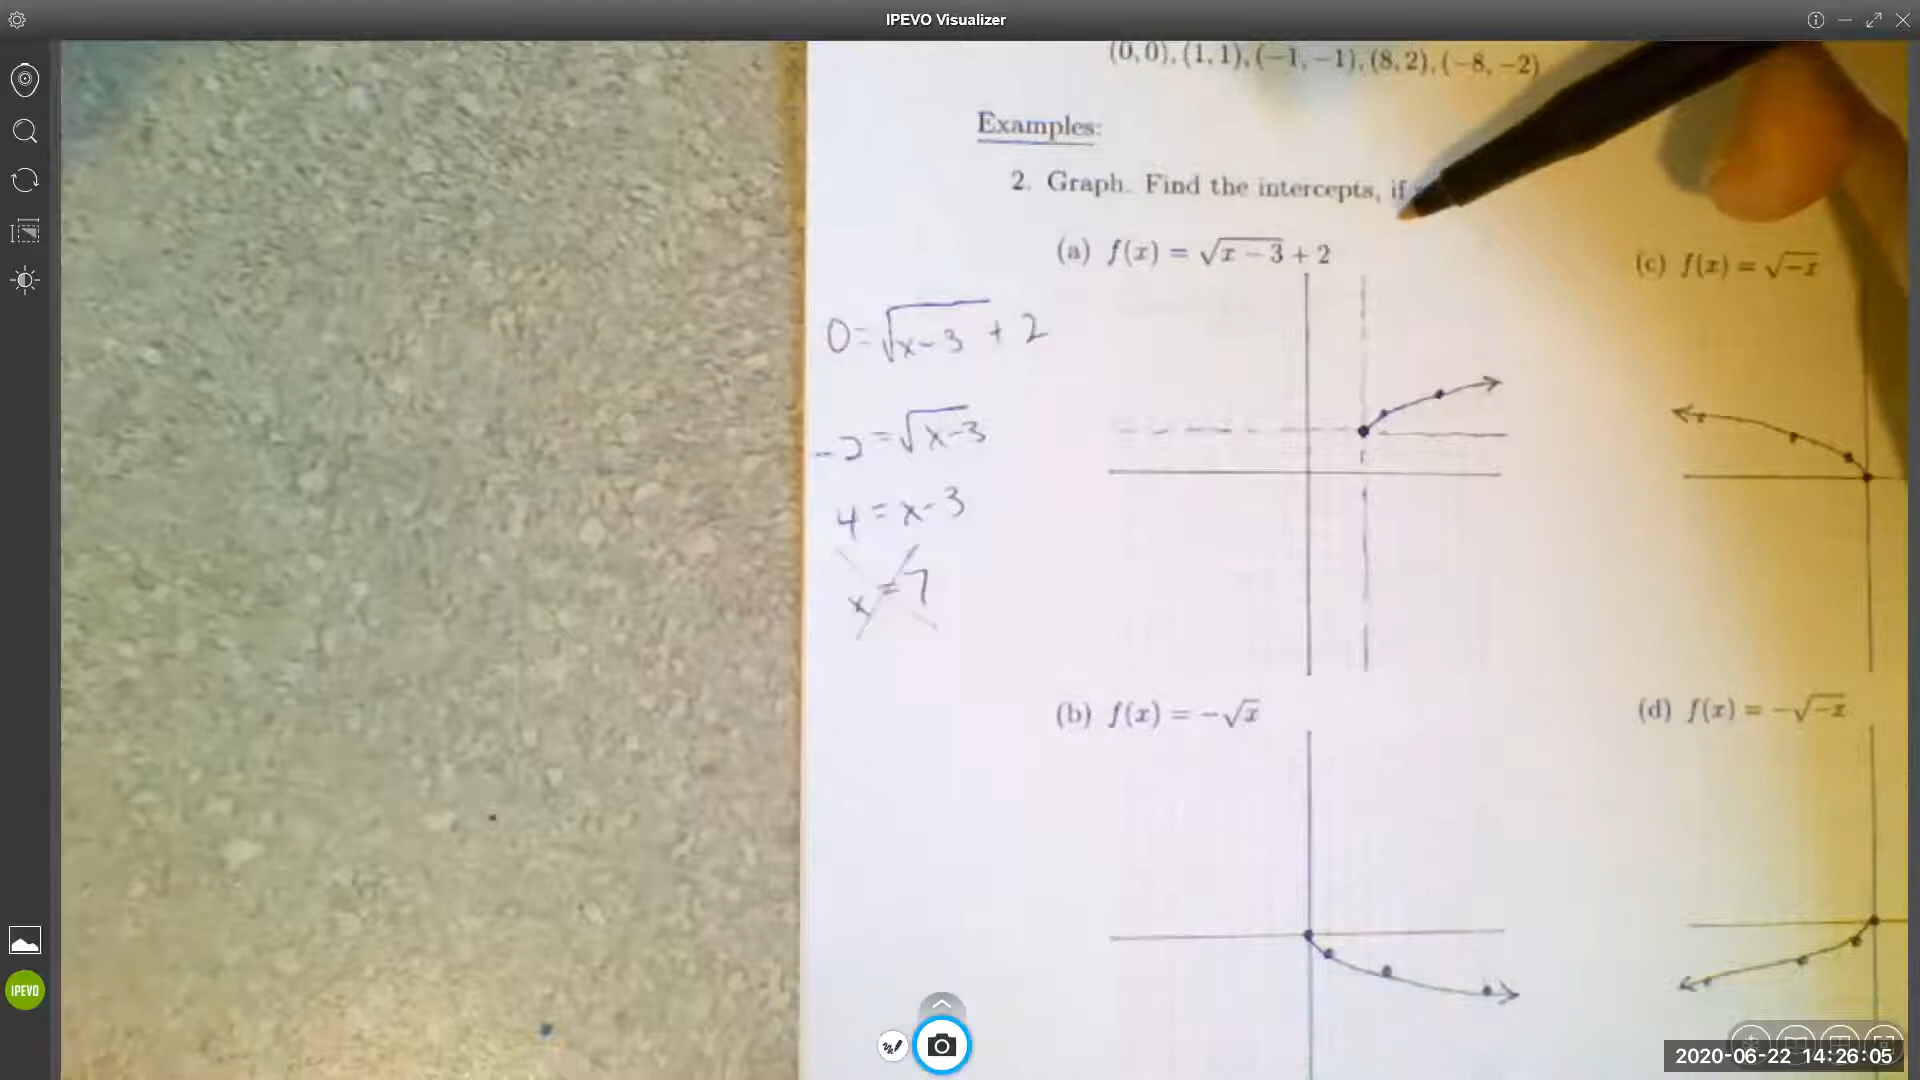 IPEVO Visualizer
(0, 0), (1, 1), (−1, −1), (8, 2), (−8, −2)
Examples:
2. Graph. Find the intercepts, if
(a) f(x) = √(x − 3) + 2
(c) f(x) = √−x
0 = √(x-3) + 2
-2 = √(x-3)
4 = x-3
x = 7
(b) f(x) = −√x
(d) f(x) = −√−x
IPEVO
2020-06-22 14:26:05